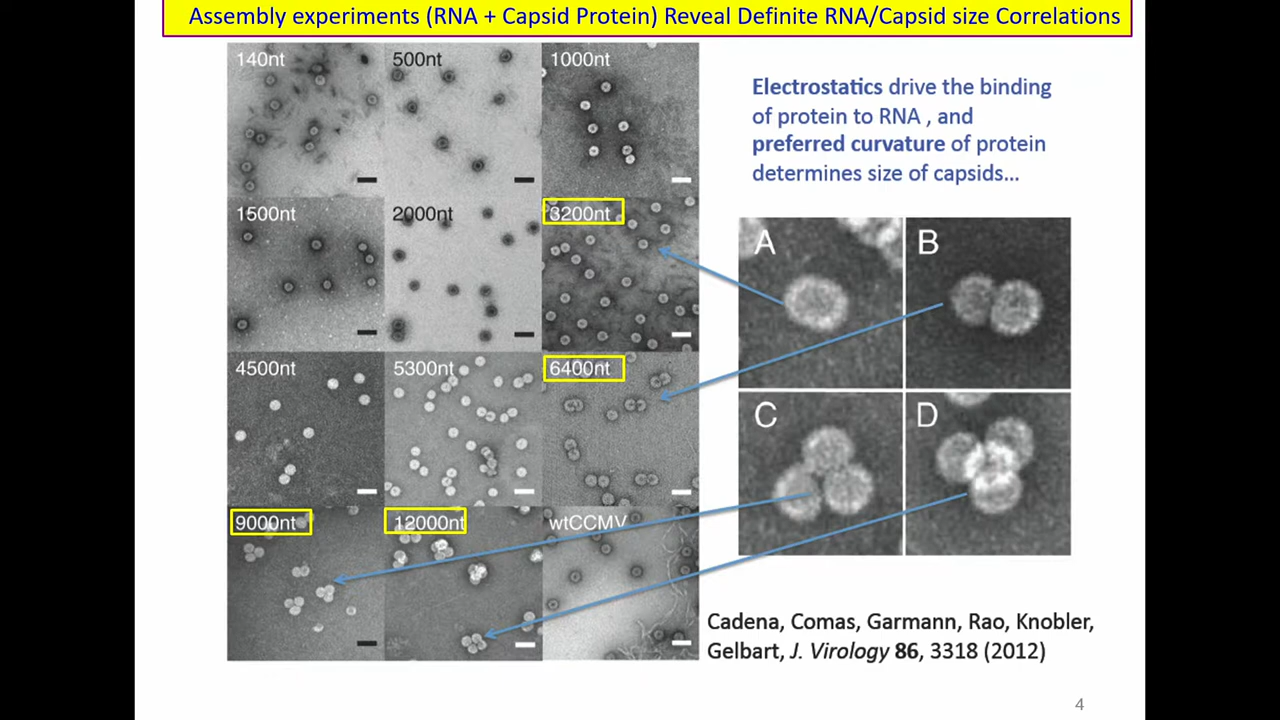 Assembly experiments (RNA + Capsid Protein) Reveal Definite RNA/Capsid size Correlations
140nt
500nt
1000nt
1500nt
2000nt
3200nt
4500nt
5300nt
6400nt
9000nt
12000nt
wtCCMV
Electrostatics drive the binding
of protein to RNA , and
preferred curvature of protein
determines size of capsids...
A
B
C
D
Cadena, Comas, Garmann, Rao, Knobler,
Gelbart, J. Virology 86, 3318 (2012)
4